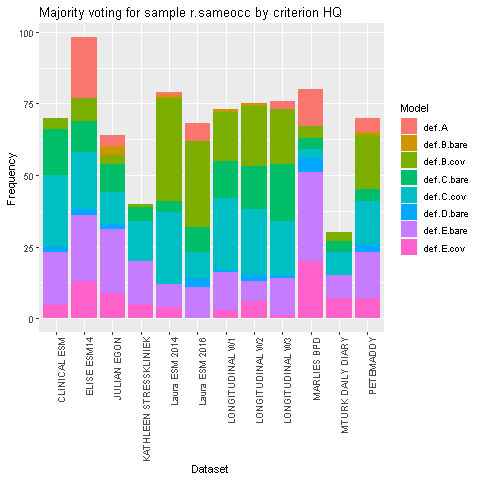 Majority voting for sample r.sameocc by criterion HQ
100
75
50
25
0
Frequency
CLINICAL ESM
ELISE ESM14
JULIAN EGON
KATHLEEN STRESSKLINIEK
Laura ESM 2014
Laura ESM 2016
LONGITUDINAL W1
LONGITUDINAL W2
LONGITUDINAL W3
MARLIES BPD
MTURK DAILY DIARY
PETEMADDY
Dataset
Model
def.A
def.B.bare
def.B.cov
def.C.bare
def.C.cov
def.D.bare
def.E.bare
def.E.cov